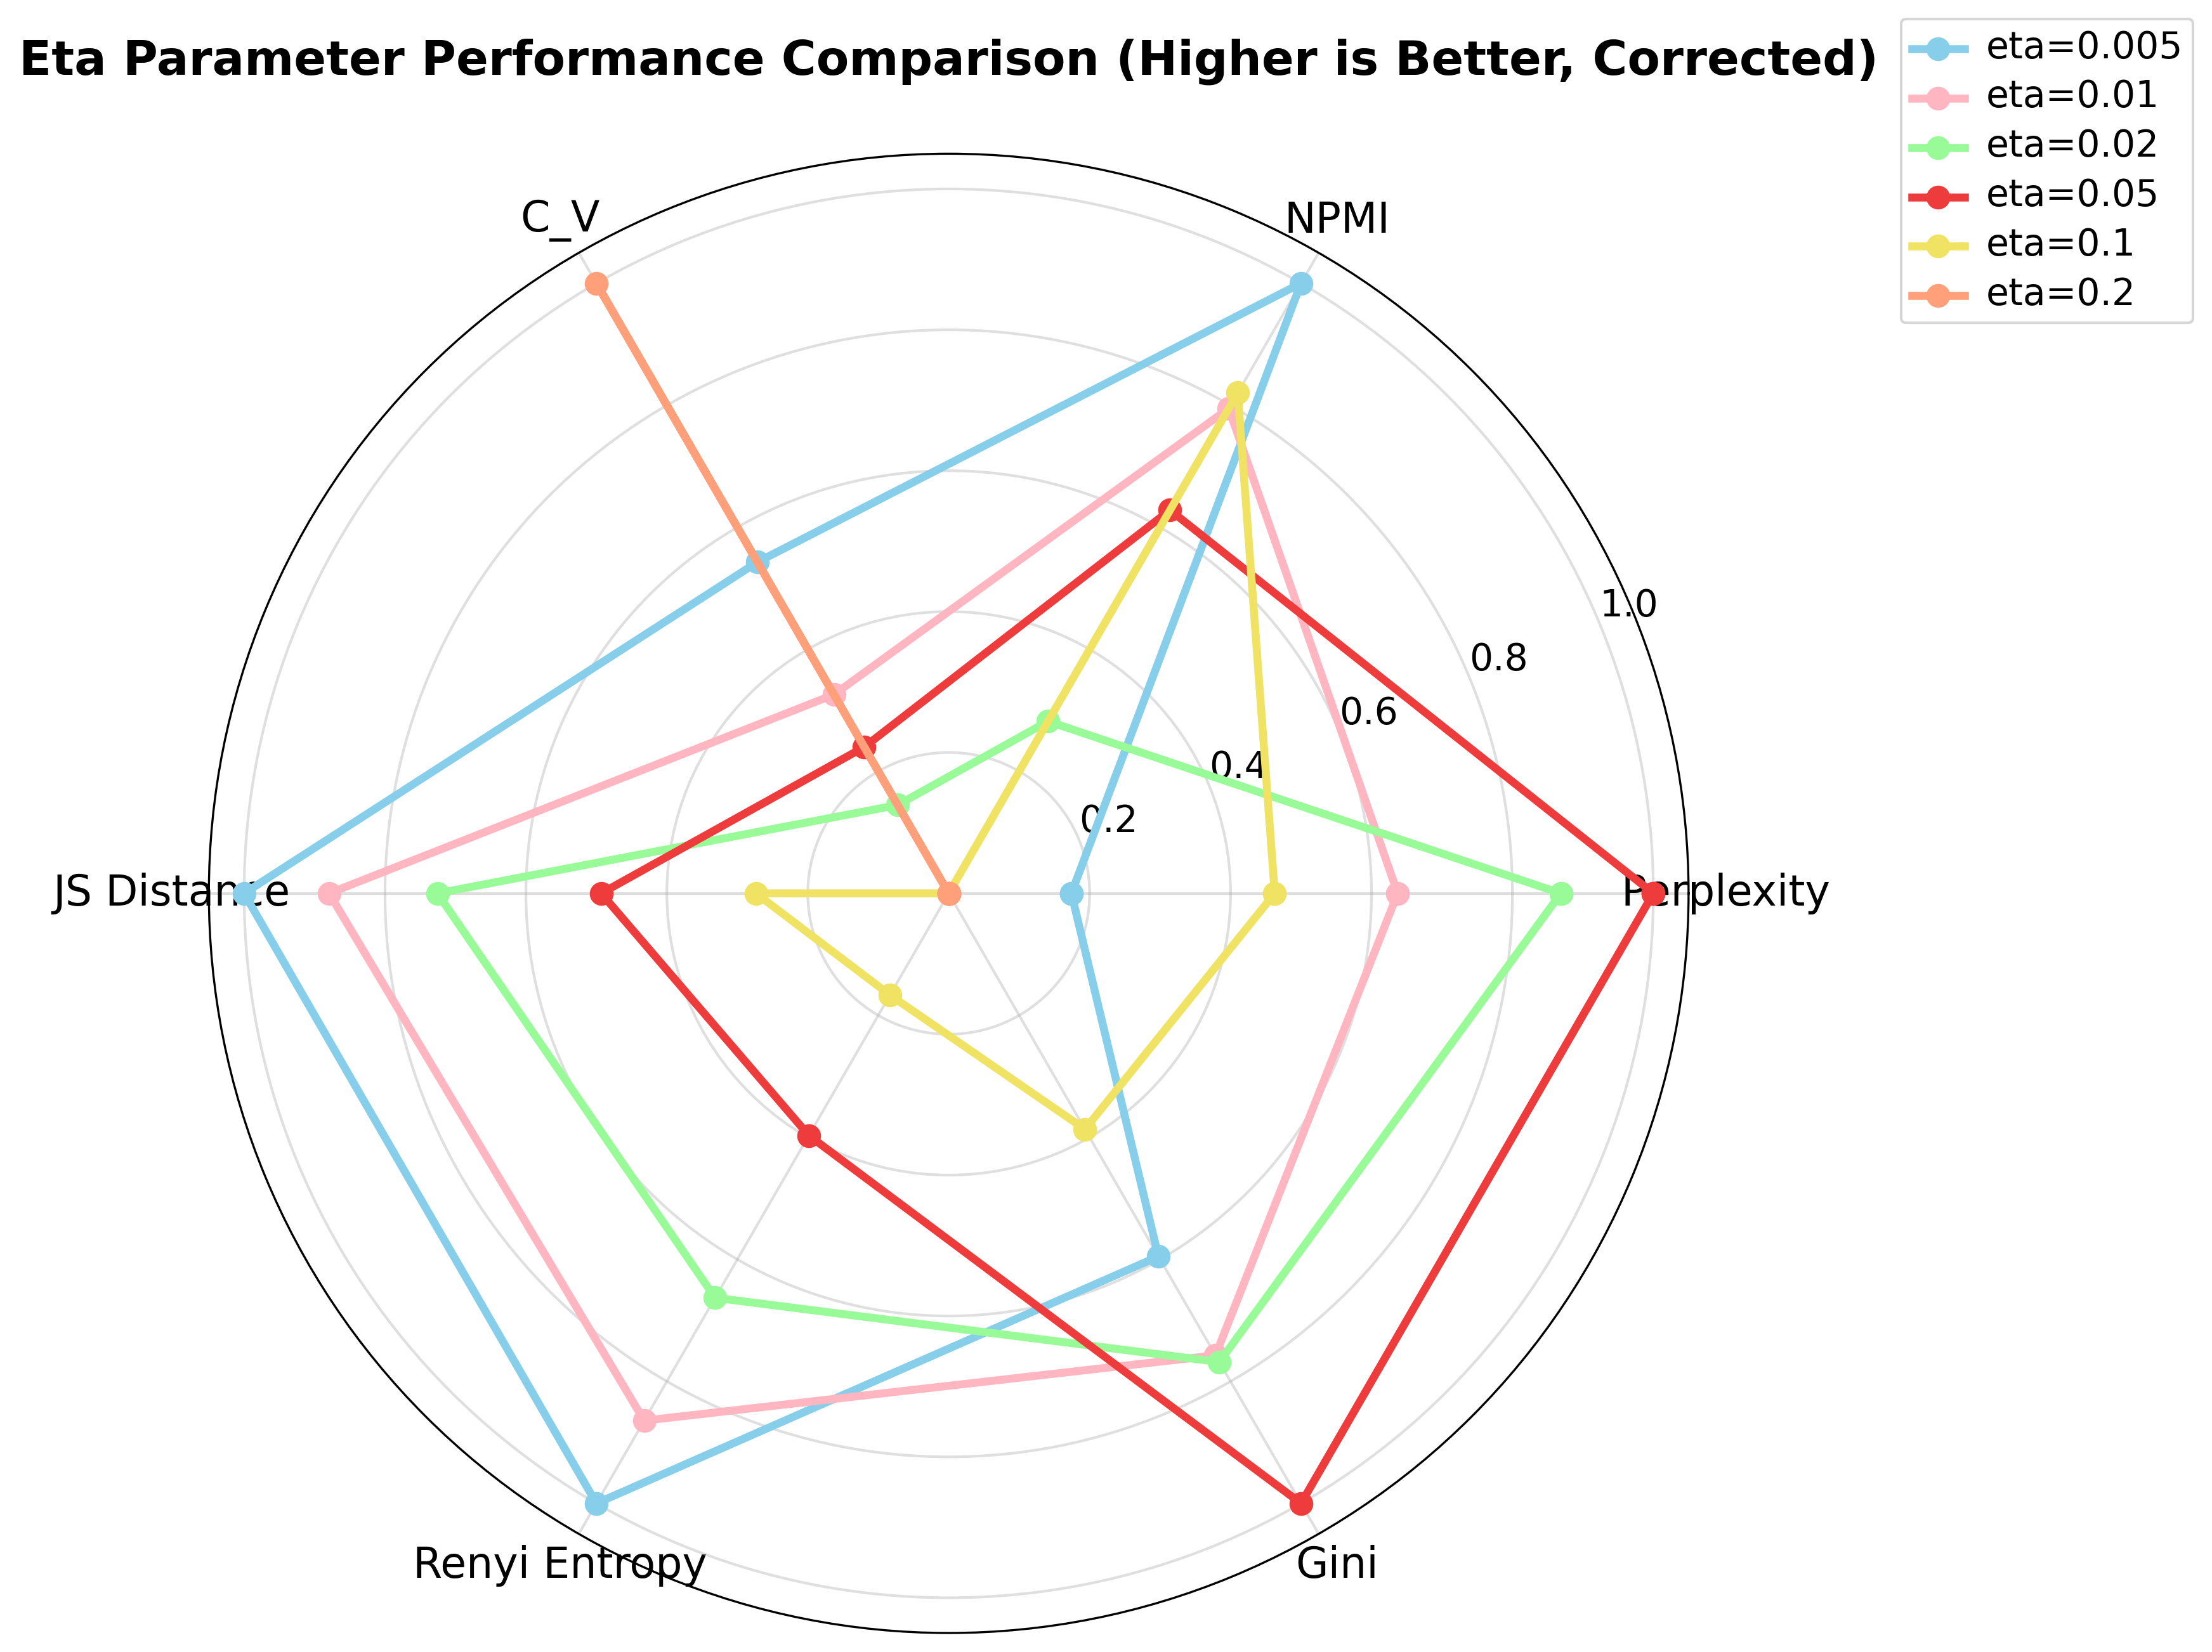 Eta Parameter Performance Comparison (Higher is Better, Corrected)
eta=0.005
eta=0.01
eta=0.02
eta=0.05
eta=0.1
eta=0.2
C_V
NPMI
1.0
0.8
0.6
0.4
0.2
JS Distance
Perplexity
Renyi Entropy
Gini